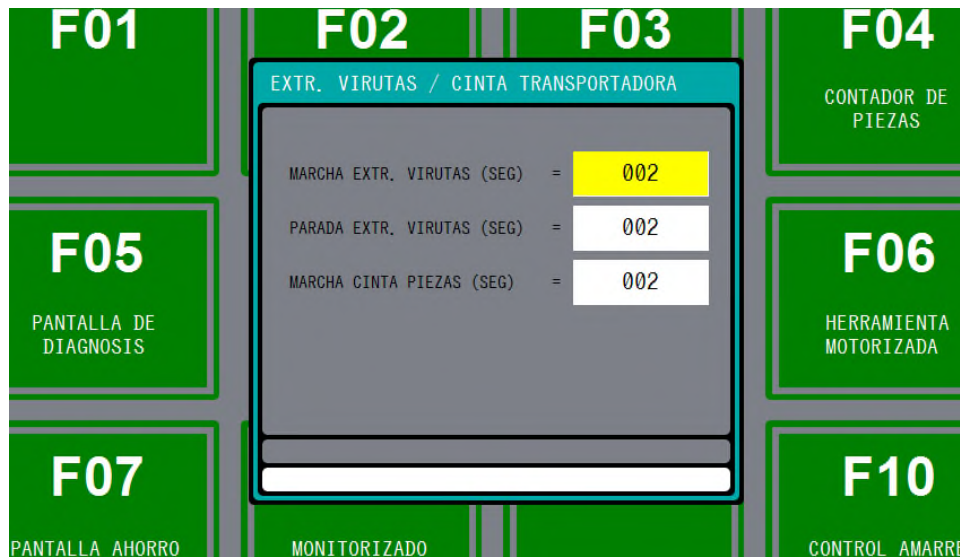 F01
F02
F03
F04
EXTR. VIRUTAS / CINTA TRANSPORTADORA
CONTADOR DE
PIEZAS
MARCHA EXTR. VIRUTAS (SEG) = 002
PARADA EXTR. VIRUTAS (SEG) = 002
MARCHA CINTA PIEZAS (SEG) = 002
F05
PANTALLA DE
DIAGNOSIS
F06
HERRAMIENTA
MOTORIZADA
F07
PANTALLA AHORRO
MONITORIZADO
F10
CONTROL AMARRE